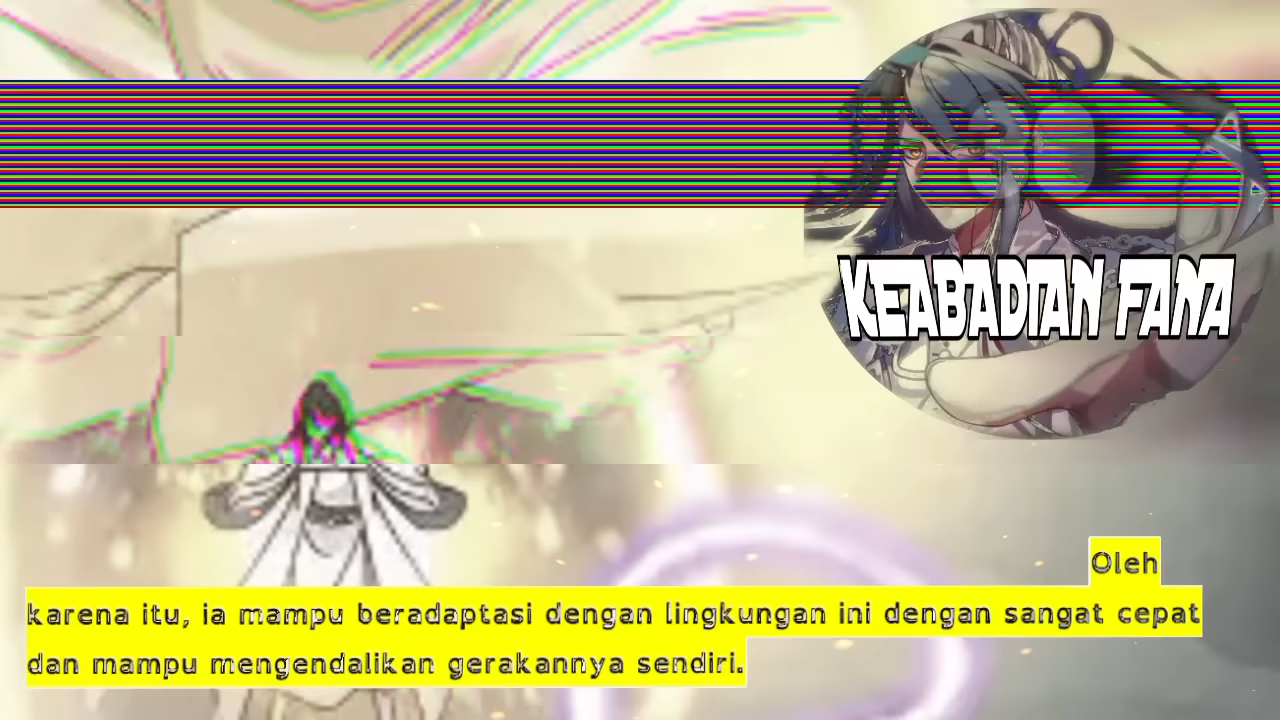 KEABADIAN FANA
Oleh
karena itu, ia mampu beradaptasi dengan lingkungan ini dengan sangat cepat
dan mampu mengendalikan gerakannya sendiri.